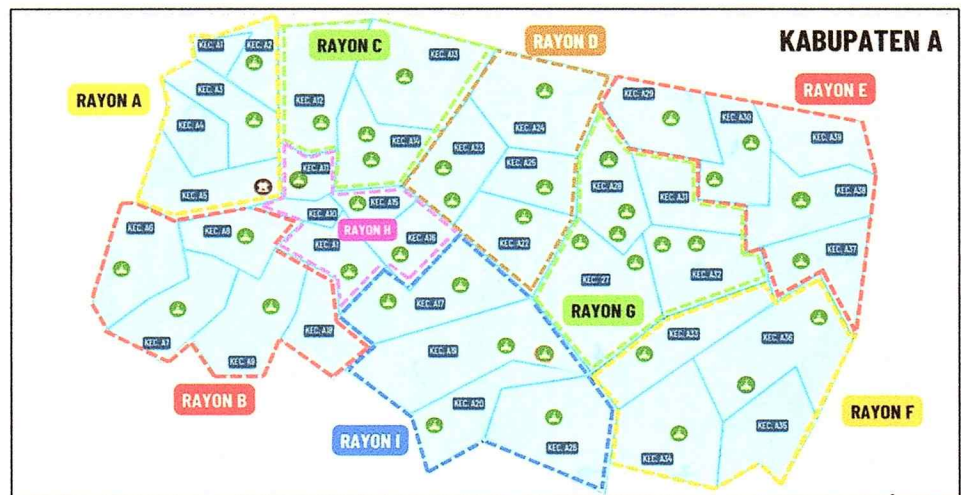 KABUPATEN A
RAYON A
KEC. A1
KEC. A2
KEC. A3
KEC. A4
KEC. A5
RAYON C
KEC. A13
KEC. A12
KEC. A14
KEC. A11
RAYON D
KEC. A24
KEC. A23
KEC. A25
KEC. A22
RAYON E
KEC. A29
KEC. A30
KEC. A39
KEC. A38
KEC. A37
KEC. A28
KEC. A31
KEC. A32
RAYON G
KEC. A10
KEC. A15
RAYON H
KEC. A16
KEC. A6
KEC. A8
KEC. A7
KEC. A9
KEC. A18
RAYON B
KEC. A17
KEC. A19
KEC. A20
KEC. A26
RAYON I
KEC. A33
KEC. A36
KEC. A35
KEC. A34
RAYON F